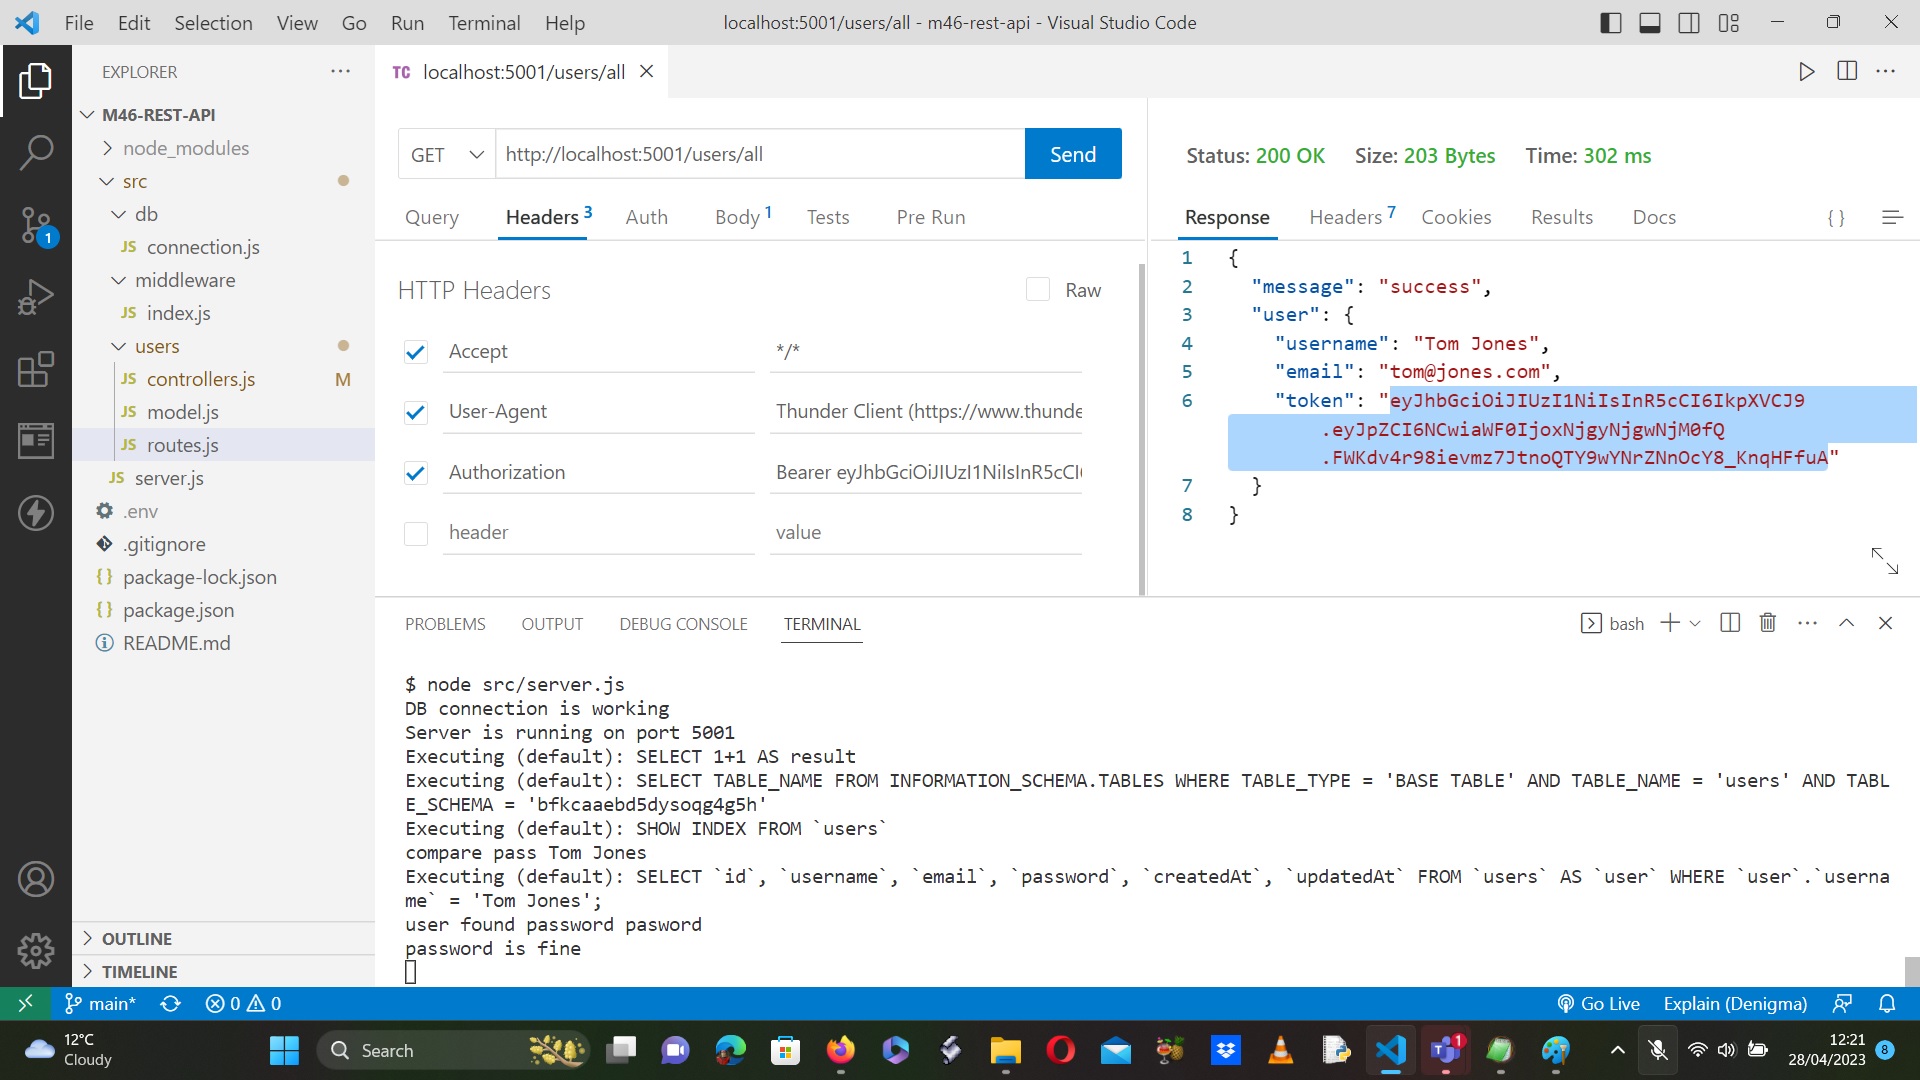 File Edit Selection View Go Run Terminal Help
localhost:5001/users/all - m46-rest-api - Visual Studio Code
EXPLORER
TC localhost:5001/users/all
M46-REST-API
node_modules
src
db
JS connection.js
middleware
JS index.js
users
JS controllers.js M
JS model.js
JS routes.js
JS server.js
.env
.gitignore
{} package-lock.json
{} package.json
README.md
OUTLINE
TIMELINE
1
GET http://localhost:5001/users/all Send
Query Headers 3 Auth Body 1 Tests Pre Run
HTTP Headers Raw
Accept */*
User-Agent Thunder Client (https://www.thunde
Authorization Bearer eyJhbGciOiJIUzI1NiIsInR5cCI6
header value
Status: 200 OK Size: 203 Bytes Time: 302 ms
Response Headers 7 Cookies Results Docs { }
1 {
2 "message": "success",
3 "user": {
4 "username": "Tom Jones",
5 "email": "tom@jones.com",
6 "token": "eyJhbGciOiJIUzI1NiIsInR5cCI6IkpXVCJ9
.eyJpZCI6NCwiaWF0IjoxNjgyNjgwNjM0fQ
.FWKdv4r98ievmz7JtnoQTY9wYNrZNnOcY8_KnqHFfuA"
7 }
8 }
PROBLEMS OUTPUT DEBUG CONSOLE TERMINAL
bash
$ node src/server.js
DB connection is working
Server is running on port 5001
Executing (default): SELECT 1+1 AS result
Executing (default): SELECT TABLE_NAME FROM INFORMATION_SCHEMA.TABLES WHERE TABLE_TYPE = 'BASE TABLE' AND TABLE_NAME = 'users' AND TABL
E_SCHEMA = 'bfkcaaebd5dysoqg4g5h'
Executing (default): SHOW INDEX FROM `users`
compare pass Tom Jones
Executing (default): SELECT `id`, `username`, `email`, `password`, `createdAt`, `updatedAt` FROM `users` AS `user` WHERE `user`.`userna
me` = 'Tom Jones';
user found password pasword
password is fine
main* 0 0
Go Live Explain (Denigma)
12°C
Cloudy
Search
1
12:21
28/04/2023
8